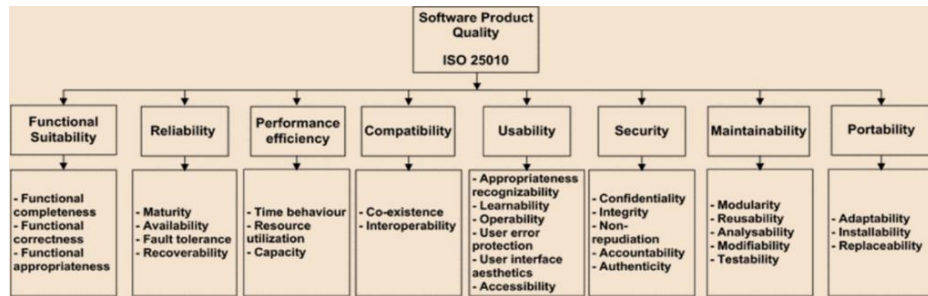 Software Product
Quality
ISO 25010
Functional
Suitability
Reliability
Performance
efficiency
Compatibility
Usability
Security
Maintainability
Portability
- Functional
completeness
- Functional
correctness
- Functional
appropriateness
- Maturity
- Availability
- Fault tolerance
- Recoverability
- Time behaviour
- Resource
utilization
- Capacity
- Co-existence
- Interoperability
- Appropriateness
recognizability
- Learnability
- Operability
- User error
protection
- User interface
aesthetics
- Accessibility
- Confidentiality
- Integrity
- Non-
repudiation
- Accountability
- Authenticity
- Modularity
- Reusability
- Analysability
- Modifiability
- Testability
- Adaptability
- Installability
- Replaceability